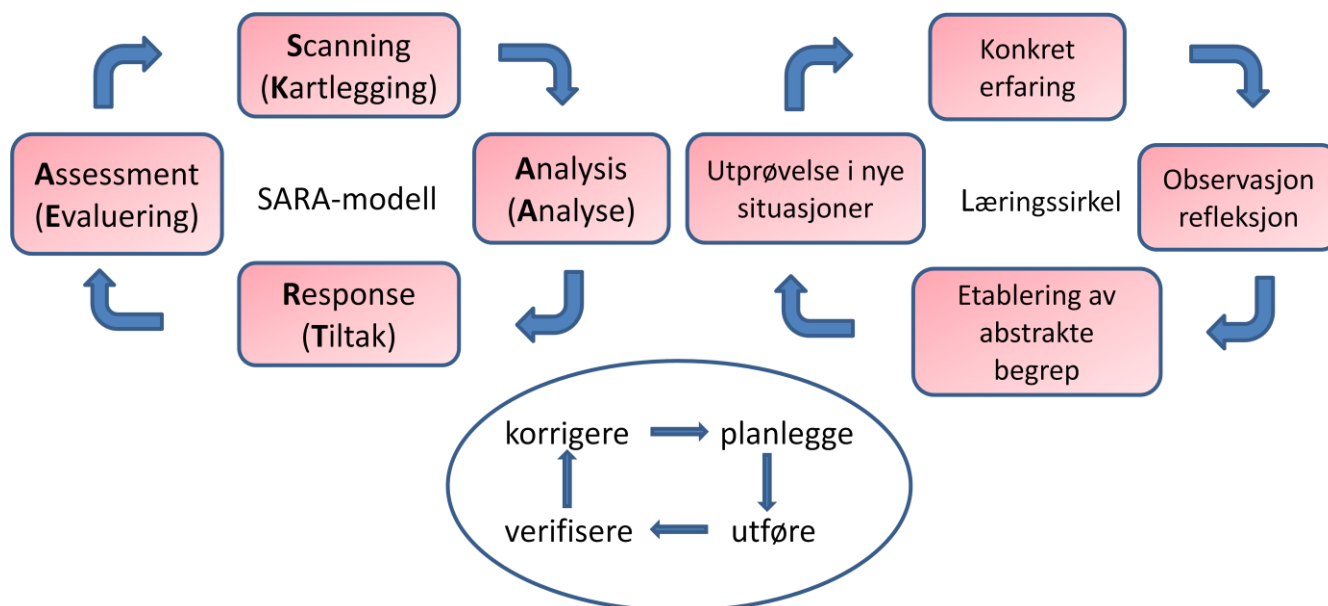 Scanning
(Kartlegging)
Assessment
(Evaluering)
SARA-modell
Analysis
(Analyse)
Response
(Tiltak)
Konkret
erfaring
Utprøvelse i nye
situasjoner
Læringssirkel
Observasjon
refleksjon
Etablering av
abstrakte
begrep
korrigere
planlegge
verifisere
utføre